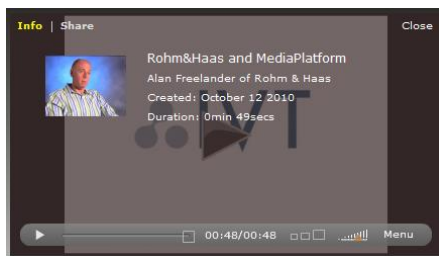 Info | Share Close
Rohm&Haas and MediaPlatform
Alan Freelander of Rohm & Haas
Created: October 12 2010
Duration: 0min 49secs
IVT
00:48/00:48 Menu